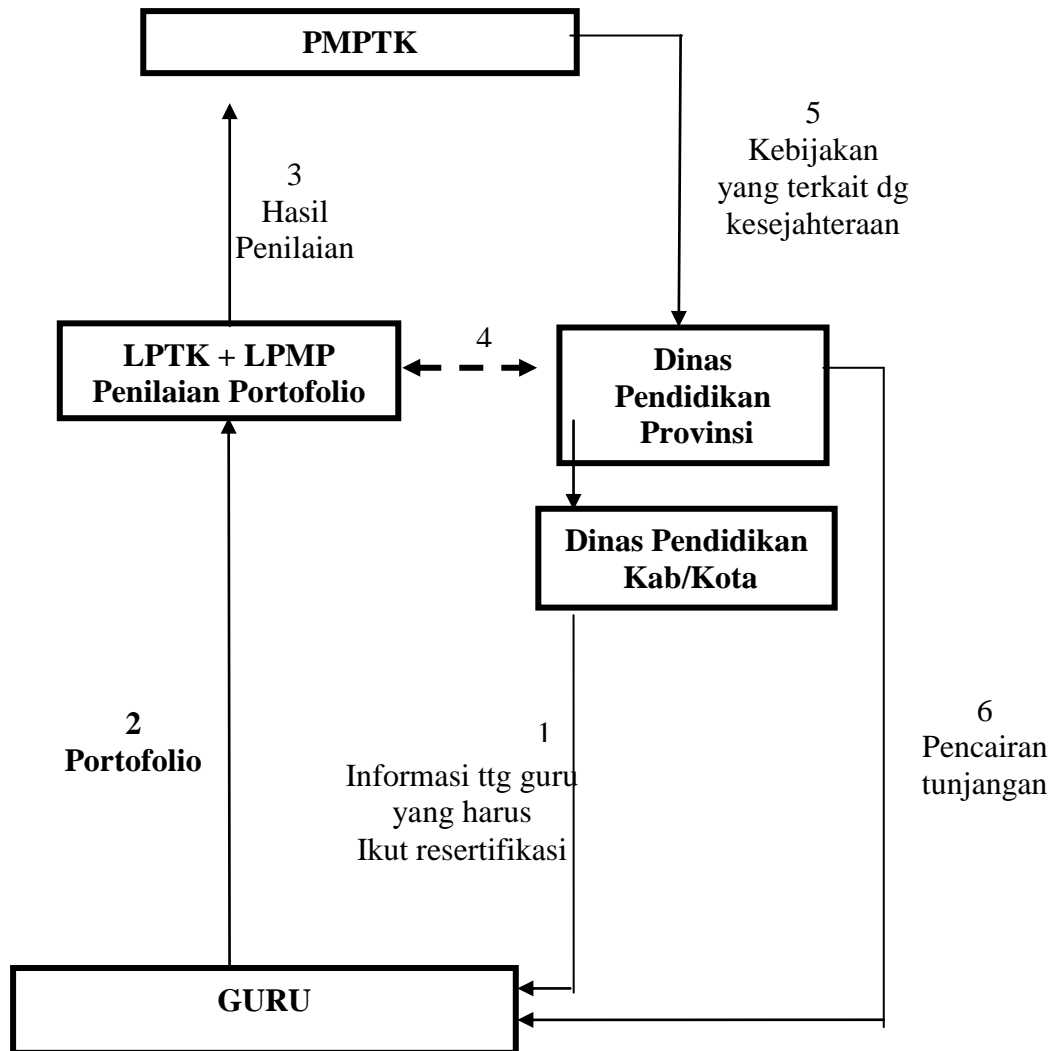 PMPTK
5
Kebijakan
yang terkait dg
kesejahteraan
3
Hasil
Penilaian
LPTK + LPMP
Penilaian Portofolio
4
Dinas
Pendidikan
Provinsi
Dinas Pendidikan
Kab/Kota
2
Portofolio
1
Informasi ttg guru
yang harus
Ikut resertifikasi
6
Pencairan
tunjangan
GURU